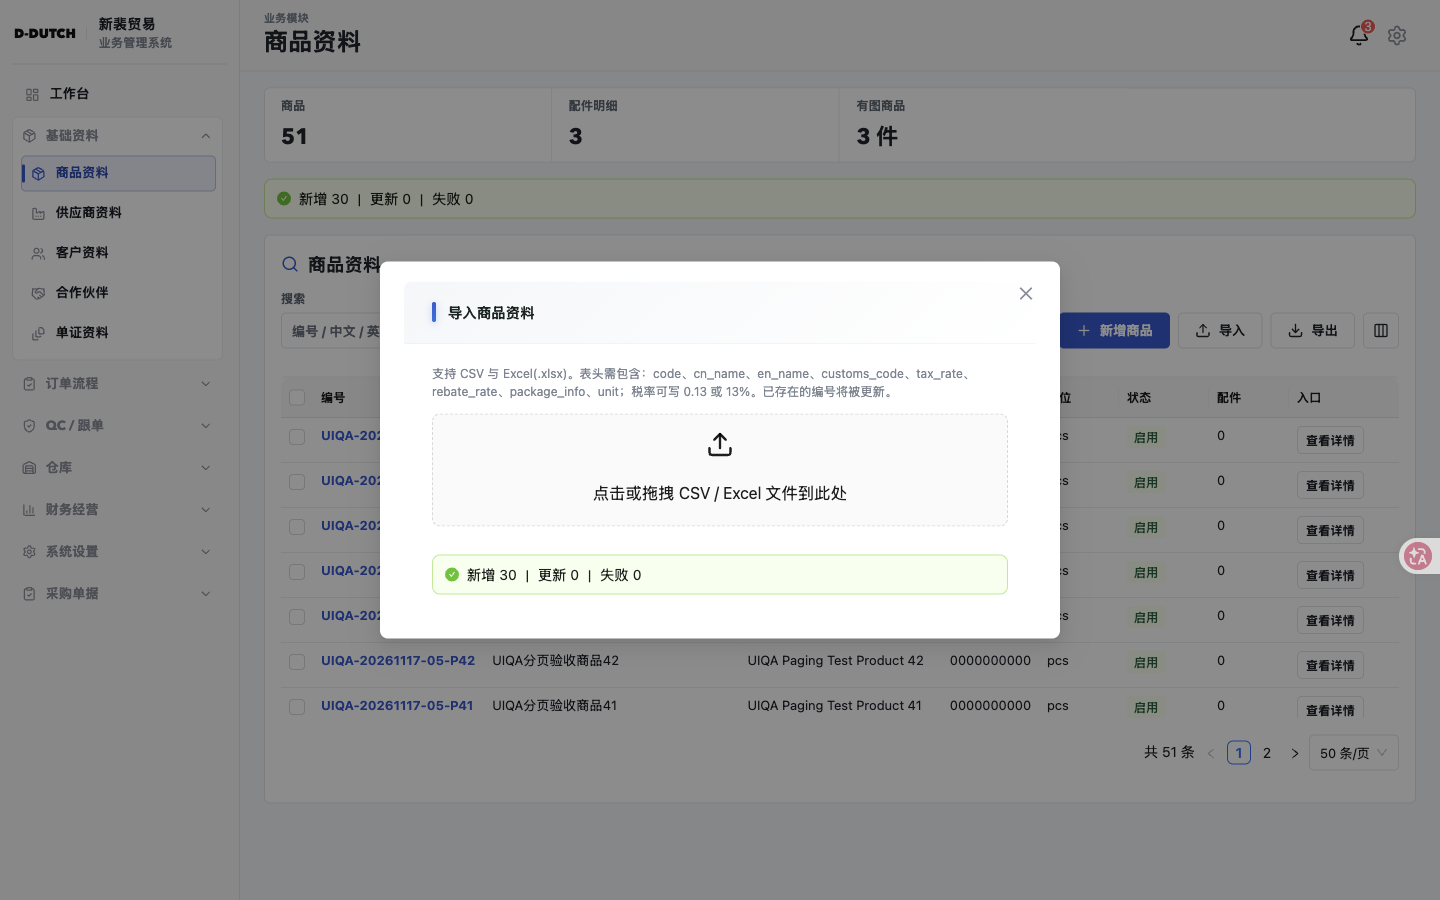 D-DUTCH
新裴贸易
业务管理系统
工作台
基础资料
商品资料
供应商资料
客户资料
合作伙伴
单证资料
订单流程
QC / 跟单
仓库
财务经营
系统设置
采购单据
业务模块
商品资料
3
商品
51
配件明细
3
有图商品
3 件
新增 30 | 更新 0 | 失败 0
商品资料
搜索
编号 / 中文 / 英
新增商品
导入
导出
编号 位 状态 配件 入口
UIQA-202 cs 启用 0 查看详情
UIQA-202 启用 0 查看详情
UIQA-202 启用 0 查看详情
UIQA-202 cs 启用 0 查看详情
UIQA-202 cs 启用 0 查看详情
UIQA-20261117-05-P42 UIQA分页验收商品42 UIQA Paging Test Product 42 0000000000 pcs 启用 0 查看详情
UIQA-20261117-05-P41 UIQA分页验收商品41 UIQA Paging Test Product 41 0000000000 pcs 启用 0 查看详情
共 51 条 1 2 50 条/页
导入商品资料
支持 CSV 与 Excel(.xlsx)。表头需包含：code、cn_name、en_name、customs_code、tax_rate、
rebate_rate、package_info、unit；税率可写 0.13 或 13%。已存在的编号将被更新。
点击或拖拽 CSV / Excel 文件到此处
新增 30 | 更新 0 | 失败 0